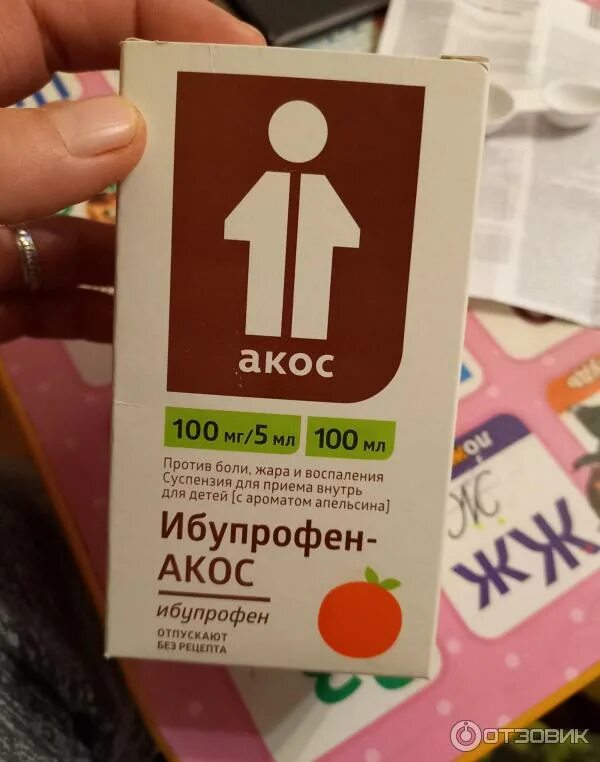 акос
100 мг/5 мл 100 мл
Против боли, жара и воспаления
Суспензия для приема внутрь
для детей [с ароматом апельсина]
Ибупрофен-
АКОС
ибупрофен
ОТПУСКАЮТ
БЕЗ РЕЦЕПТА
Ж
ЖЖ
ОТЗОВИК